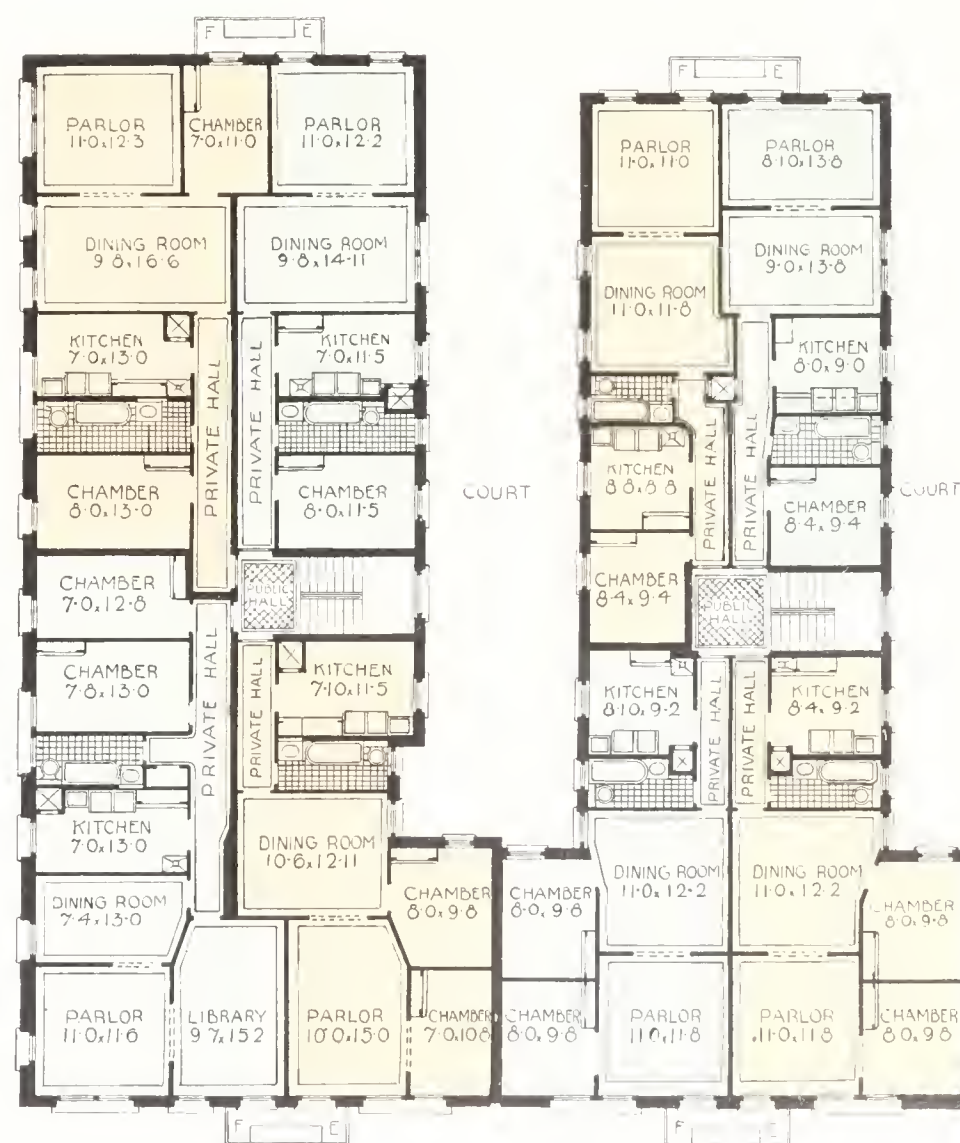 F E
PARLOR
11·0x12·3
CHAMBER
7·0x11·0
PARLOR
11·0x12·2
DINING ROOM
9·8x16·6
DINING ROOM
9·8x14·11
KITCHEN
7·0x13·0
PRIVATE HALL
PRIVATE HALL
KITCHEN
7·0x11·5
CHAMBER
8·0x13·0
CHAMBER
8·0x11·5
CHAMBER
7·0x12·8
PUBLIC
HALL
CHAMBER
7·8x13·0
PRIVATE HALL
PRIVATE HALL
KITCHEN
7·10x11·5
KITCHEN
7·0x13·0
DINING ROOM
10·6x12·11
DINING ROOM
7·4x13·0
CHAMBER
8·0x9·8
PARLOR
11·0x11·6
LIBRARY
9·7x15·2
PARLOR
10·0x15·0
CHAMBER
7·0x10·8
F E
COURT
F E
PARLOR
11·0x11·0
PARLOR
8·10x13·8
DINING ROOM
9·0x13·8
DINING ROOM
11·0x11·8
KITCHEN
8·0x9·0
KITCHEN
8·8x8·8
PRIVATE HALL
PRIVATE HALL
CHAMBER
8·4x9·4
COURT
CHAMBER
8·4x9·4
PUBLIC
HALL
KITCHEN
8·10x9·2
PRIVATE HALL
PRIVATE HALL
KITCHEN
8·4x9·2
CHAMBER
8·0x9·8
DINING ROOM
11·0x12·2
DINING ROOM
11·0x12·2
CHAMBER
8·0x9·8
CHAMBER
8·0x9·8
PARLOR
11·0x11·8
PARLOR
11·0x11·8
CHAMBER
8·0x9·8
F E